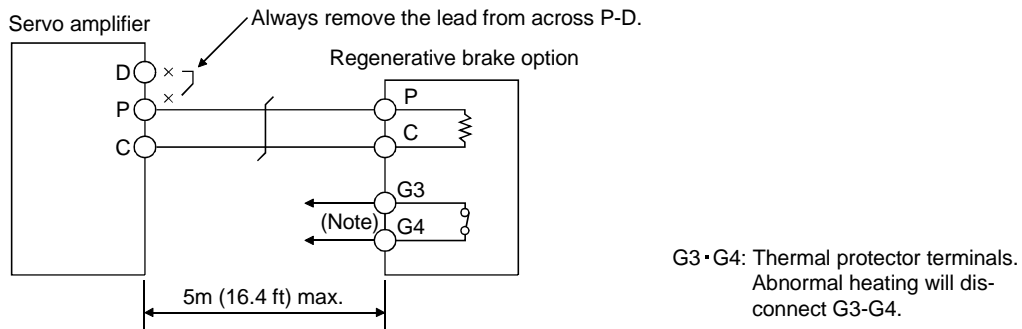 Always remove the lead from across P-D.
Servo amplifier
Regenerative brake option
D
P
P
C
C
G3
(Note)
G4
G3·G4: Thermal protector terminals.
Abnormal heating will dis-
connect G3-G4.
5m (16.4 ft) max.